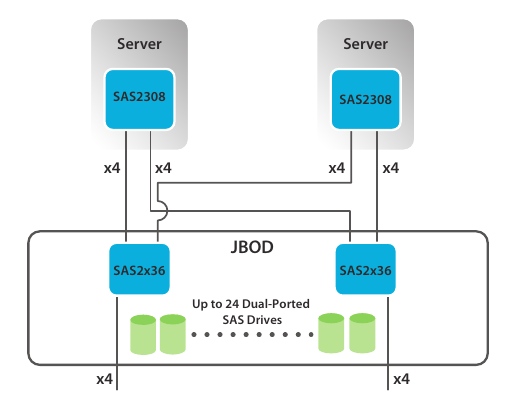 Server
Server
SAS2308
SAS2308
x4
x4
x4
x4
JBOD
SAS2x36
SAS2x36
Up to 24 Dual-Ported
SAS Drives
x4
x4